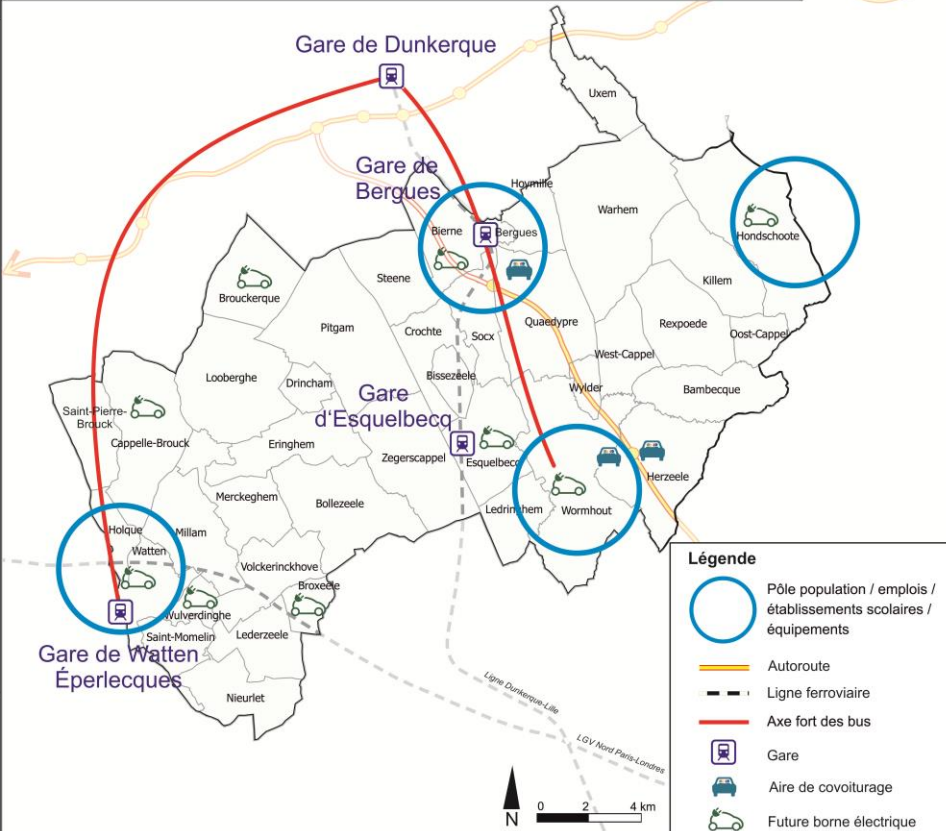 Gare de Dunkerque
Uxem
Gare de
Bergues
Hoymille
Warhem
Bierne
Bergues
Hondschoote
Steene
Killem
Brouckerque
Pitgam
Crochte
Socx
Quaedypre
Rexpoede
Oost-Cappel
West-Cappel
Looberghe
Drincham
Bissezeele
Wylder
Bambecque
Gare
d'Esquelbecq
Saint-Pierre-
Brouck
Cappelle-Brouck
Eringhem
Zegerscappel
Esquelbecq
Herzeele
Merckeghem
Bollezeele
Ledringhem
Wormhout
Holque
Millam
Watten
Volckerinckhove
Broxeele
Wulverdinghe
Saint-Momelin
Lederzeele
Gare de Watten
Éperlecques
Nieurlet
Ligne Dunkerque-Lille
LGV Nord Paris-Londres
N
0 2 4 km
Légende
Pôle population / emplois /
établissements scolaires /
équipements
Autoroute
Ligne ferroviaire
Axe fort des bus
Gare
Aire de covoiturage
Future borne électrique